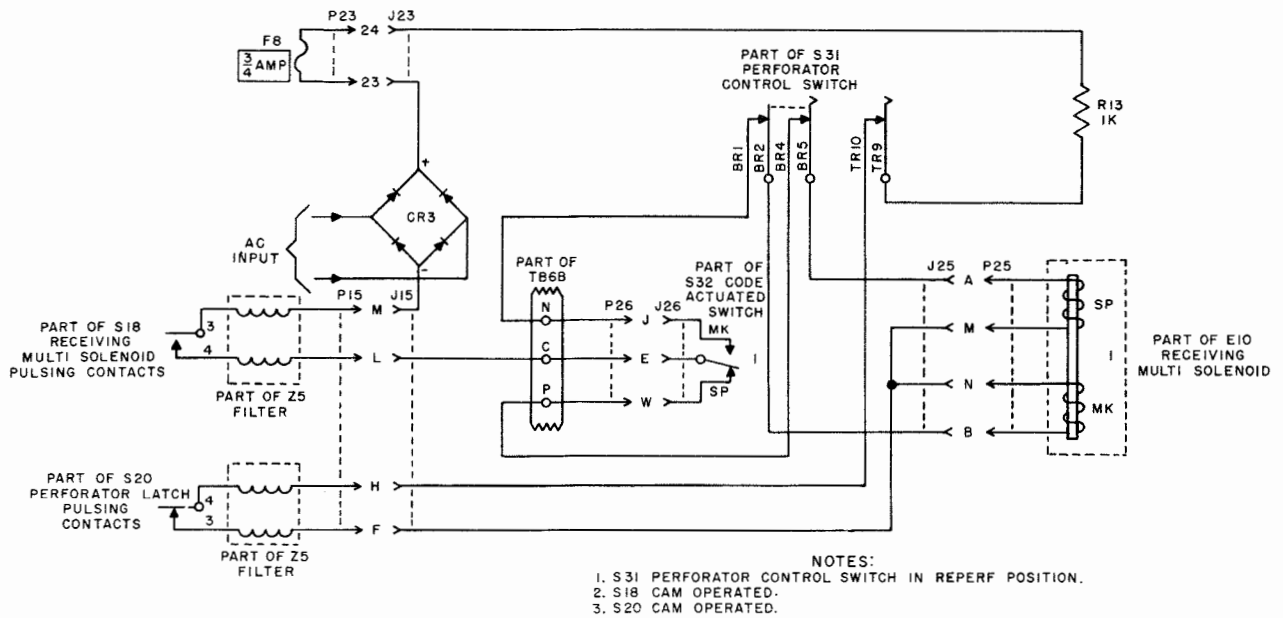 P23 J23
24
F8
3/4 AMP
23
PART OF S31
PERFORATOR
CONTROL SWITCH
R13
1K
BR1
BR2
BR4
BR5
TR10
TR9
+
CR3
-
AC
INPUT
P15 J15
PART OF
TB6B
PART OF
S32 CODE
ACTUATED
SWITCH
J25 P25
A
SP
M
I
N
MK
B
PART OF E10
RECEIVING
MULTI SOLENOID
N
C
P
P26 J26
J
MK
E
I
W
SP
PART OF S18
RECEIVING
MULTI SOLENOID
PULSING CONTACTS
3
4
M
L
PART OF Z5
FILTER
PART OF S20
PERFORATOR LATCH
PULSING
CONTACTS
4
3
H
F
PART OF Z5
FILTER
NOTES:
1. S31 PERFORATOR CONTROL SWITCH IN REPERF POSITION.
2. S18 CAM OPERATED.
3. S20 CAM OPERATED.